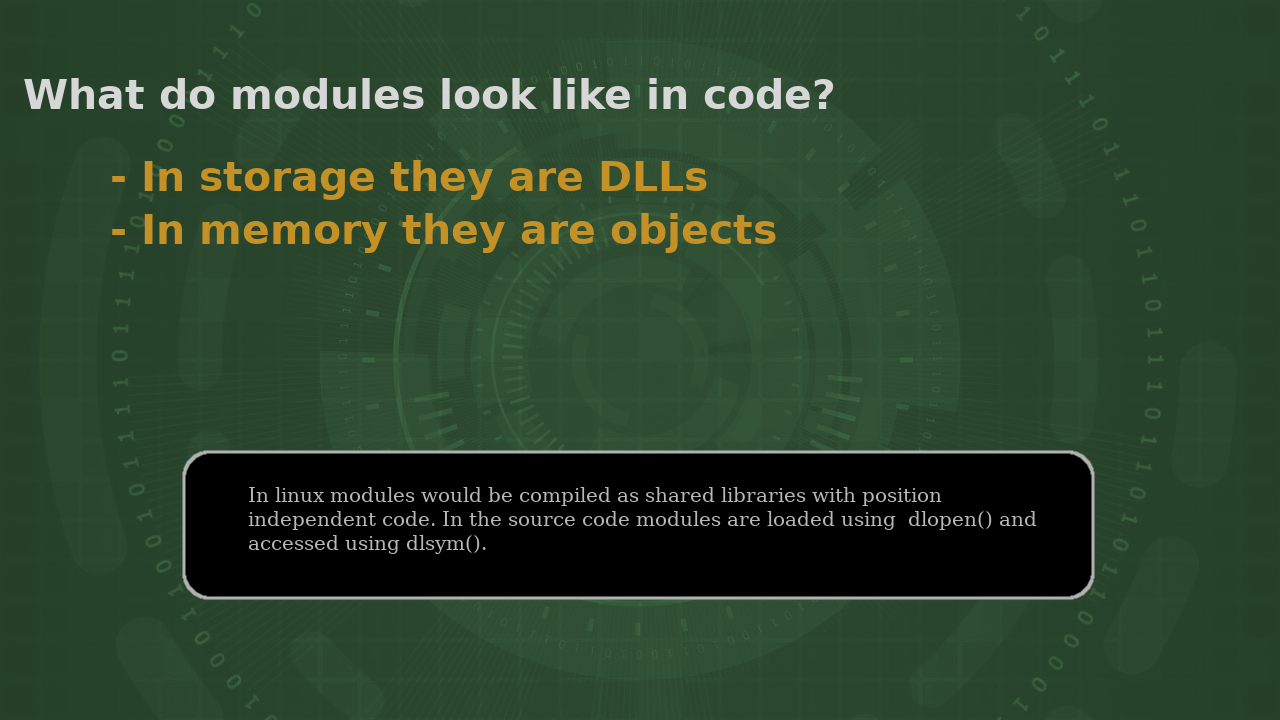 What do modules look like in code?
- In storage they are DLLs
- In memory they are objects
In linux modules would be compiled as shared libraries with position
independent code. In the source code modules are loaded using  dlopen() and
accessed using dlsym().